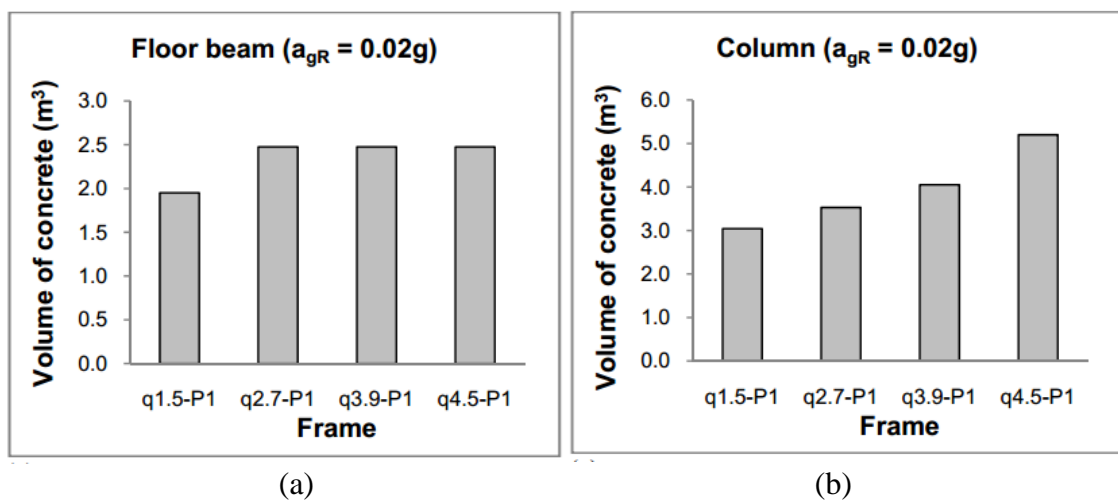 Floor beam (a_gR = 0.02g)
Volume of concrete (m³)
3.0
2.5
2.0
1.5
1.0
0.5
0.0
q1.5-P1 q2.7-P1 q3.9-P1 q4.5-P1
Frame
(a)
Column (a_gR = 0.02g)
Volume of concrete (m³)
6.0
5.0
4.0
3.0
2.0
1.0
0.0
q1.5-P1 q2.7-P1 q3.9-P1 q4.5-P1
Frame
(b)